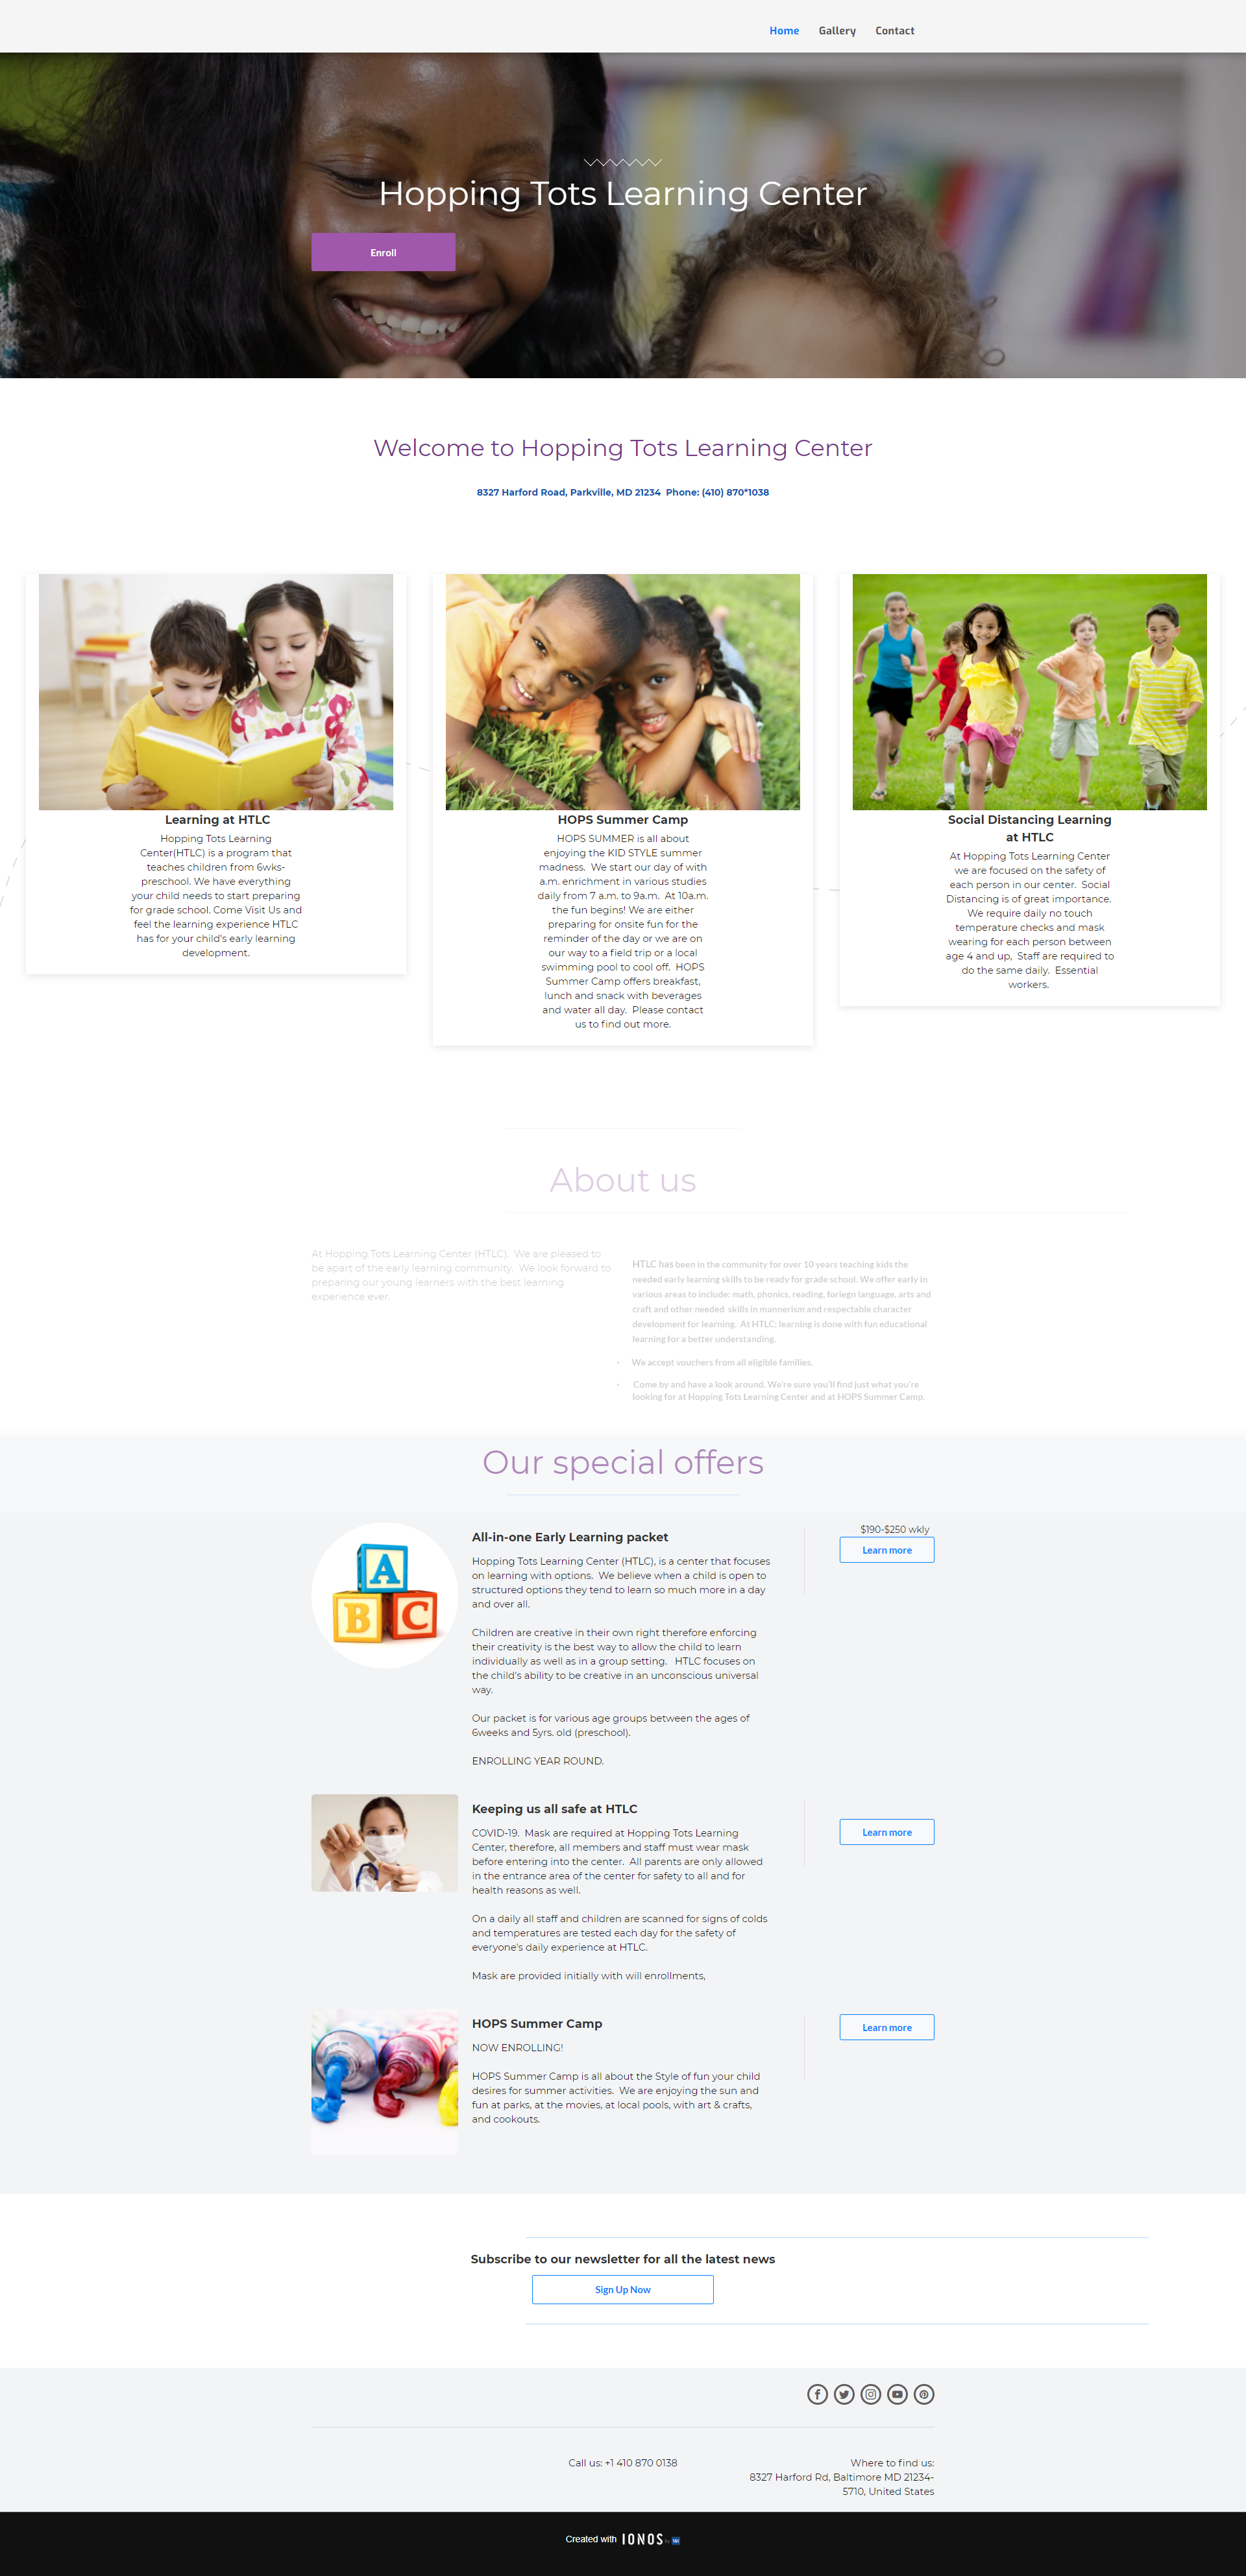 Home Gallery Contact
Hopping Tots Learning Center
Enroll
Welcome to Hopping Tots Learning Center
8327 Harford Road, Parkville, MD 21234  Phone: (410) 870*1038
Learning at HTLC
Hopping Tots Learning
Center(HTLC) is a program that
teaches children from 6wks-
preschool. We have everything
your child needs to start preparing
for grade school. Come Visit Us and
feel the learning experience HTLC
has for your child's early learning
development.
HOPS Summer Camp
HOPS SUMMER is all about
enjoying the KID STYLE summer
madness.  We start our day of with
a.m. enrichment in various studies
daily from 7 a.m. to 9a.m.  At 10a.m.
the fun begins! We are either
preparing for onsite fun for the
reminder of the day or we are on
our way to a field trip or a local
swimming pool to cool off.  HOPS
Summer Camp offers breakfast,
lunch and snack with beverages
and water all day.  Please contact
us to find out more.
Social Distancing Learning
at HTLC
At Hopping Tots Learning Center
we are focused on the safety of
each person in our center.  Social
Distancing is of great importance.
We require daily no touch
temperature checks and mask
wearing for each person between
age 4 and up,  Staff are required to
do the same daily.  Essential
workers.
About us
At Hopping Tots Learning Center (HTLC).  We are pleased to
be apart of the early learning community.  We look forward to
preparing our young learners with the best learning
experience ever.
HTLC has been in the community for over 10 years teaching kids the
needed early learning skills to be ready for grade school. We offer early in
various areas to include: math, phonics, reading, foriegn language, arts and
craft and other needed  skills in mannerism and respectable character
development for learning.  At HTLC: learning is done with fun educational
learning for a better understanding.
· We accept vouchers from all eligible families.
· Come by and have a look around. We're sure you'll find just what you're
looking for at Hopping Tots Learning Center and at HOPS Summer Camp.
Our special offers
All-in-one Early Learning packet
Hopping Tots Learning Center (HTLC), is a center that focuses
on learning with options.  We believe when a child is open to
structured options they tend to learn so much more in a day
and over all.
Children are creative in their own right therefore enforcing
their creativity is the best way to allow the child to learn
individually as well as in a group setting.   HTLC focuses on
the child's ability to be creative in an unconscious universal
way.
Our packet is for various age groups between the ages of
6weeks and 5yrs. old (preschool).
ENROLLING YEAR ROUND.
$190-$250 wkly
Learn more
A
B
C
Keeping us all safe at HTLC
COVID-19.  Mask are required at Hopping Tots Learning
Center, therefore, all members and staff must wear mask
before entering into the center.  All parents are only allowed
in the entrance area of the center for safety to all and for
health reasons as well.
On a daily all staff and children are scanned for signs of colds
and temperatures are tested each day for the safety of
everyone's daily experience at HTLC.
Mask are provided initially with will enrollments,
Learn more
HOPS Summer Camp
NOW ENROLLING!
HOPS Summer Camp is all about the Style of fun your child
desires for summer activities.  We are enjoying the sun and
fun at parks, at the movies, at local pools, with art & crafts,
and cookouts.
Learn more
Subscribe to our newsletter for all the latest news
Sign Up Now
Call us: +1 410 870 0138
Where to find us:
8327 Harford Rd, Baltimore MD 21234-
5710, United States
Created with IONOS by 1&1